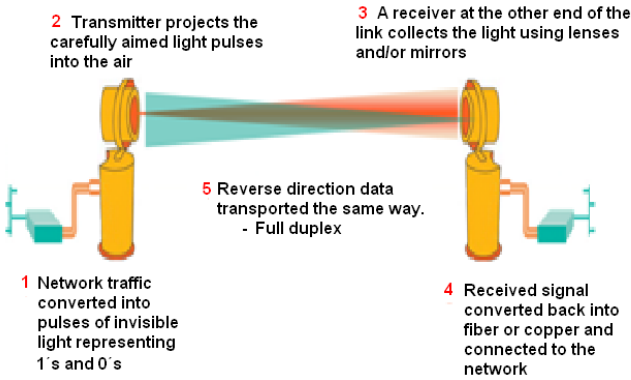 1 Network traffic
converted into
pulses of invisible
light representing
1´s and 0´s
2 Transmitter projects the
carefully aimed light pulses
into the air
3 A receiver at the other end of the
link collects the light using lenses
and/or mirrors
4 Received signal
converted back into
fiber or copper and
connected to the
network
5 Reverse direction data
transported the same way.
- Full duplex